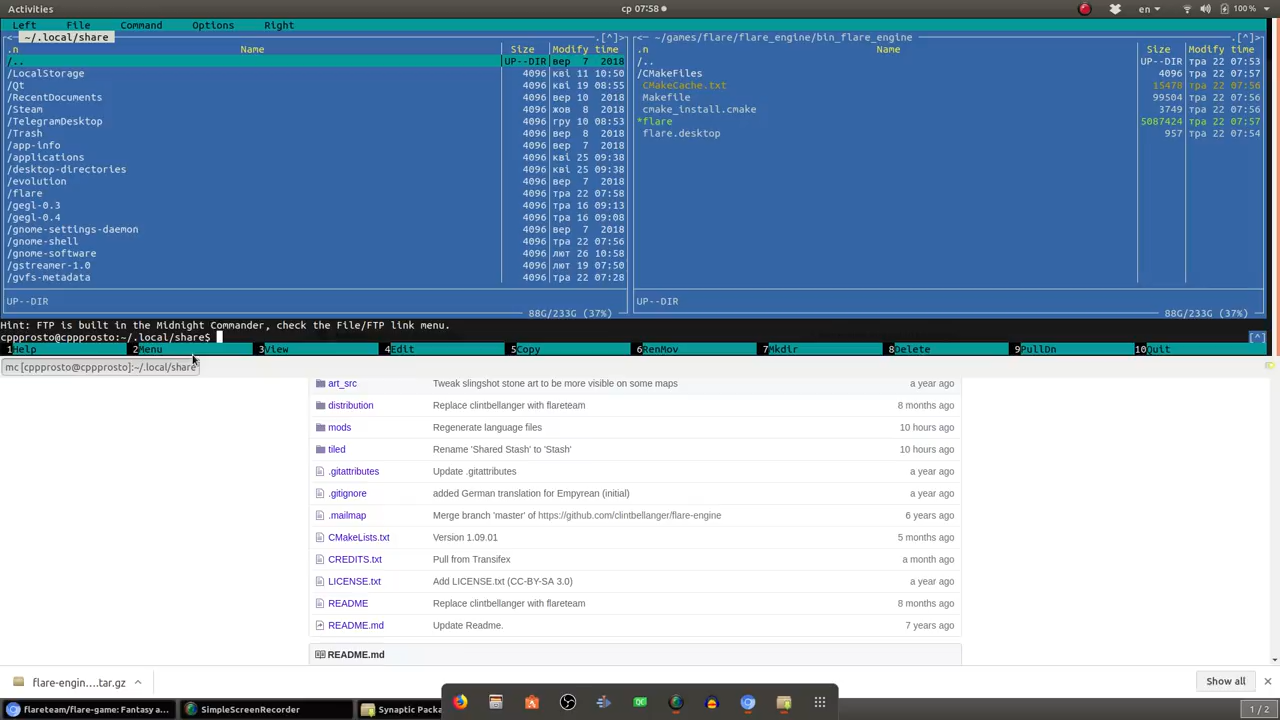 Activities
ср 07:58
en
100 %
Left File Command Options Right
<─ ~/.local/share .[^]>
<─ ~/games/flare/flare_engine/bin_flare_engine .[^]>
.n Name Size Modify time
.n Name Size Modify time
/.. UP--DIR вер 7 2018
/LocalStorage 4096 кві 11 10:50
/Qt 4096 кві 19 08:55
/RecentDocuments 4096 вер 10 2018
/Steam 4096 жов 8 2018
/TelegramDesktop 4096 гру 10 08:53
/Trash 4096 вер 8 2018
/app-info 4096 вер 7 2018
/applications 4096 кві 25 09:38
/desktop-directories 4096 кві 25 09:38
/evolution 4096 вер 7 2018
/flare 4096 тра 22 07:58
/gegl-0.3 4096 тра 16 09:13
/gegl-0.4 4096 тра 16 09:08
/gnome-settings-daemon 4096 вер 7 2018
/gnome-shell 4096 тра 22 07:56
/gnome-software 4096 лют 26 10:58
/gstreamer-1.0 4096 лют 19 07:50
/gvfs-metadata 4096 тра 22 07:28
UP--DIR
88G/233G (37%)
/.. UP--DIR тра 22 07:53
/CMakeFiles 4096 тра 22 07:57
CMakeCache.txt 15478 тра 22 07:56
Makefile 99504 тра 22 07:56
cmake_install.cmake 3749 тра 22 07:56
*flare 5087424 тра 22 07:57
flare.desktop 957 тра 22 07:54
UP--DIR
88G/233G (37%)
Hint: FTP is built in the Midnight Commander, check the File/FTP link menu.
cppprosto@cppprosto:~/.local/share$
[^]
1Help 2Menu 3View 4Edit 5Copy 6RenMov 7Mkdir 8Delete 9PullDn 10Quit
mc [cppprosto@cppprosto]:~/.local/share
art_src Tweak slingshot stone art to be more visible on some maps a year ago
distribution Replace clintbellanger with flareteam 8 months ago
mods Regenerate language files 10 hours ago
tiled Rename 'Shared Stash' to 'Stash' 10 hours ago
.gitattributes Update .gitattributes a year ago
.gitignore added German translation for Empyrean (initial) a year ago
.mailmap Merge branch 'master' of https://github.com/clintbellanger/flare-engine 6 years ago
CMakeLists.txt Version 1.09.01 5 months ago
CREDITS.txt Pull from Transifex a month ago
LICENSE.txt Add LICENSE.txt (CC-BY-SA 3.0) a year ago
README Replace clintbellanger with flareteam 8 months ago
README.md Update Readme. 7 years ago
README.md
flare-engin....tar.gz
Show all
flareteam/flare-game: Fantasy a
SimpleScreenRecorder
Synaptic Packa
1 / 2